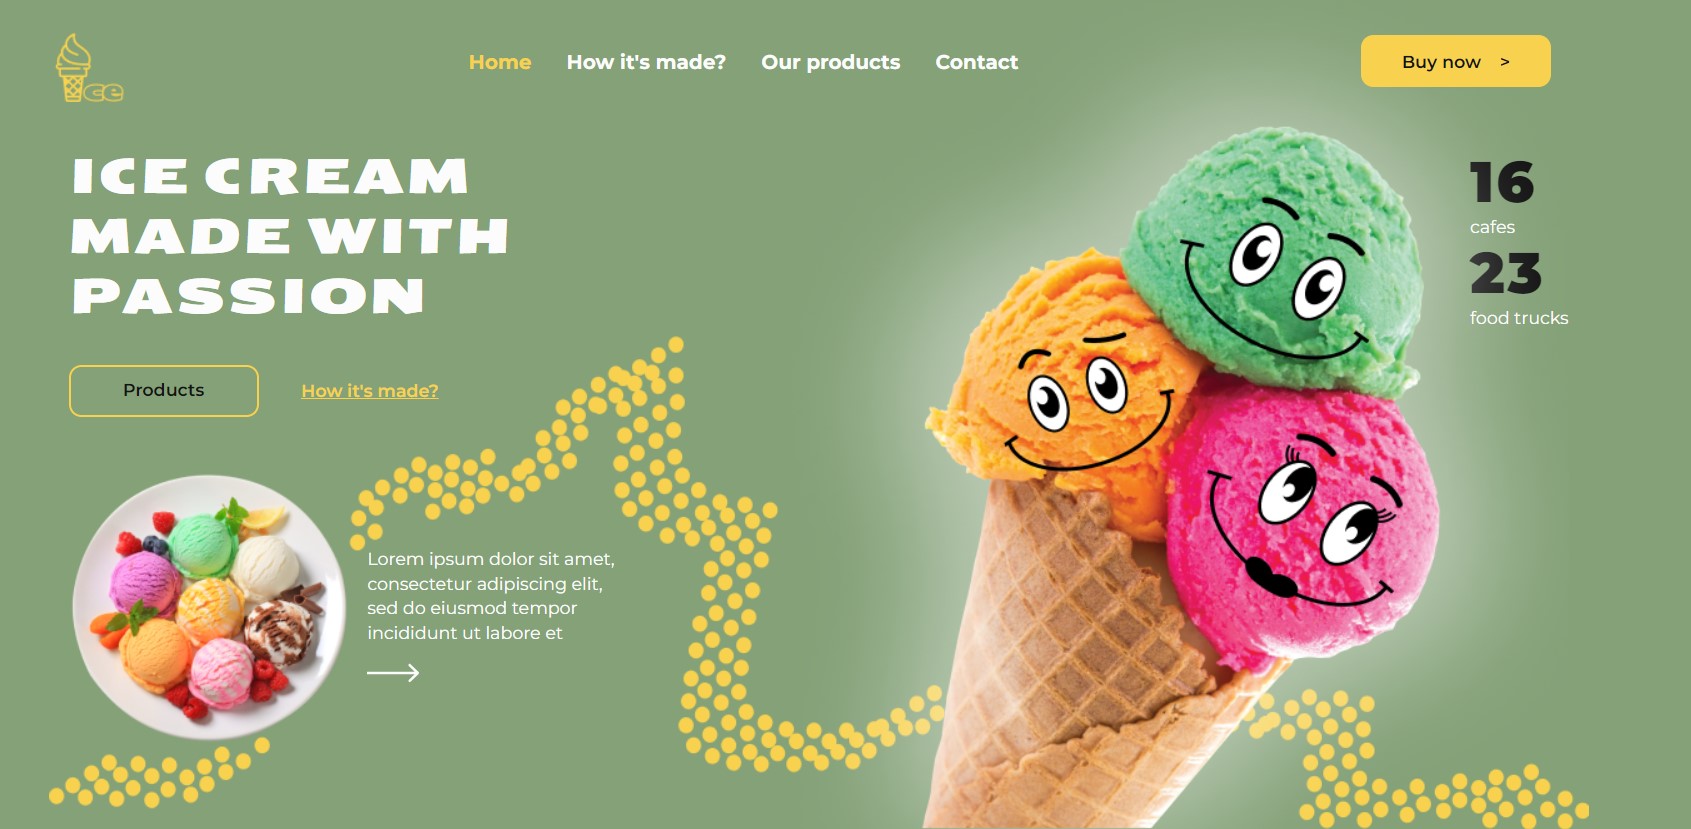 ce
Home
How it's made?
Our products
Contact
Buy now >
ICE CREAM
MADE WITH
PASSION
16
cafes
23
food trucks
Products
How it's made?
Lorem ipsum dolor sit amet,
consectetur adipiscing elit,
sed do eiusmod tempor
incididunt ut labore et